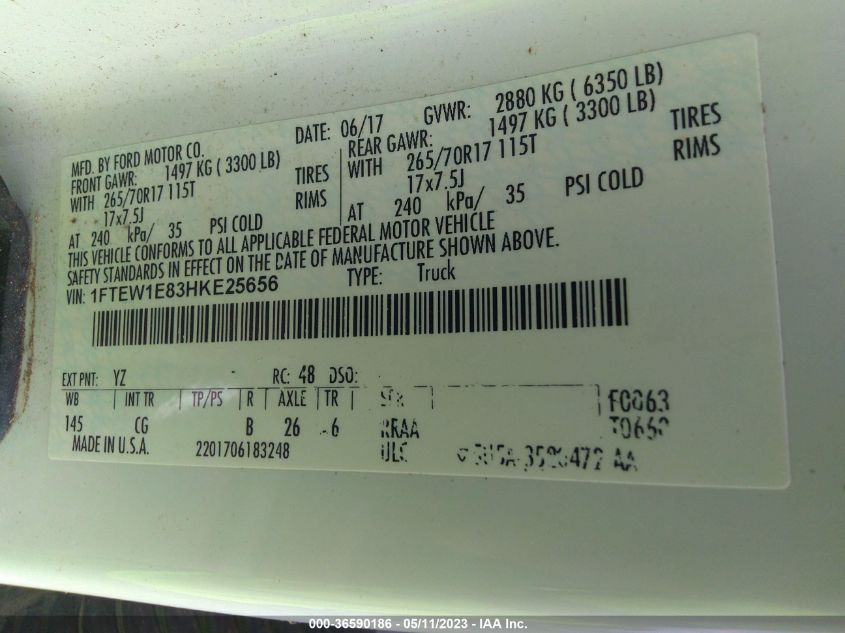 MFD. BY FORD MOTOR CO.
DATE: 06/17 GVWR: 2880 KG ( 6350 LB)
FRONT GAWR: 1497 KG ( 3300 LB)
WITH 265/70R17 115T TIRES
17x7.5J RIMS
AT 240 kPa/ 35 PSI COLD
REAR GAWR: 1497 KG ( 3300 LB)
WITH 265/70R17 115T TIRES
17x7.5J RIMS
AT 240 kPa/ 35 PSI COLD
THIS VEHICLE CONFORMS TO ALL APPLICABLE FEDERAL MOTOR VEHICLE
SAFETY STANDARDS IN EFFECT ON THE DATE OF MANUFACTURE SHOWN ABOVE.
VIN: 1FTEW1E83HKE25656 TYPE: Truck
EXT PNT: YZ RC: 48 DSO:
WB INT TR TP/PS R AXLE TR
145 CG B 26 6 RRAA
MADE IN U.S.A. 2201706183248
000-36590186 - 05/11/2023 - IAA Inc.